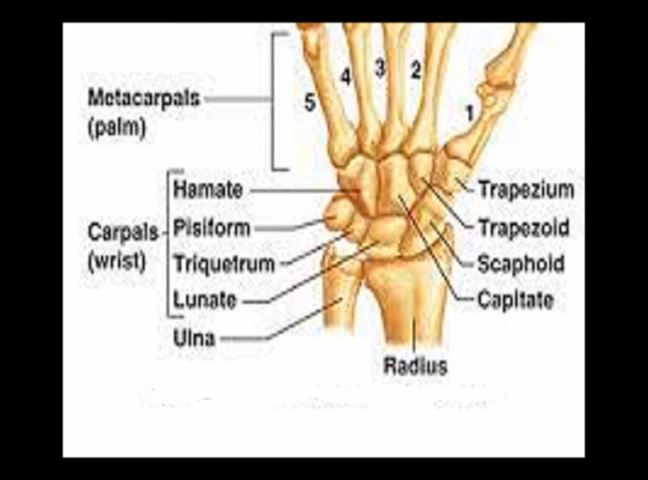 Metacarpals
(palm)
5
4
3
2
1
Carpals
(wrist)
Hamate
Pisiform
Triquetrum
Lunate
Ulna
Trapezium
Trapezoid
Scaphoid
Capitate
Radius